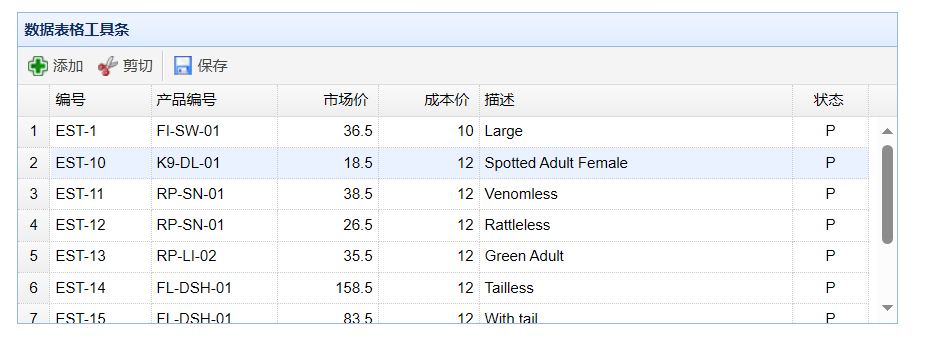 数据表格工具条
添加 剪切 保存
编号 产品编号 市场价 成本价 描述 状态
1 EST-1 FI-SW-01 36.5 10 Large P
2 EST-10 K9-DL-01 18.5 12 Spotted Adult Female P
3 EST-11 RP-SN-01 38.5 12 Venomless P
4 EST-12 RP-SN-01 26.5 12 Rattleless P
5 EST-13 RP-LI-02 35.5 12 Green Adult P
6 EST-14 FL-DSH-01 158.5 12 Tailless P
7 EST-15 FL-DSH-01 83.5 12 With tail P